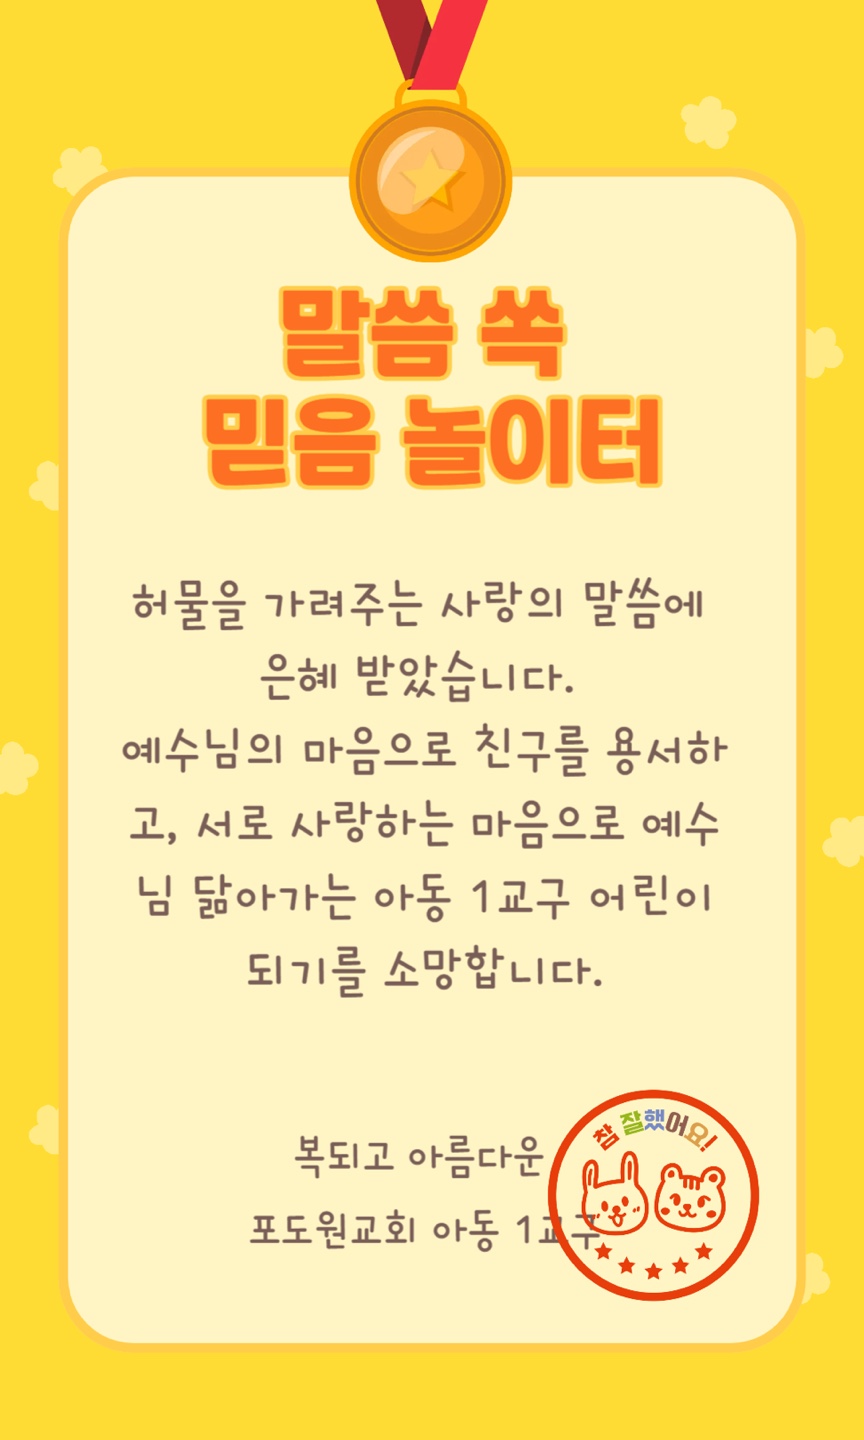 말씀 쏙
믿음 놀이터
허물을 가려주는 사랑의 말씀에
은혜 받았습니다.
예수님의 마음으로 친구를 용서하
고, 서로 사랑하는 마음으로 예수
님 닮아가는 아동 1교구 어린이
되기를 소망합니다.
복되고 아름다운
포도원교회 아동 1교구
참 잘했어요!